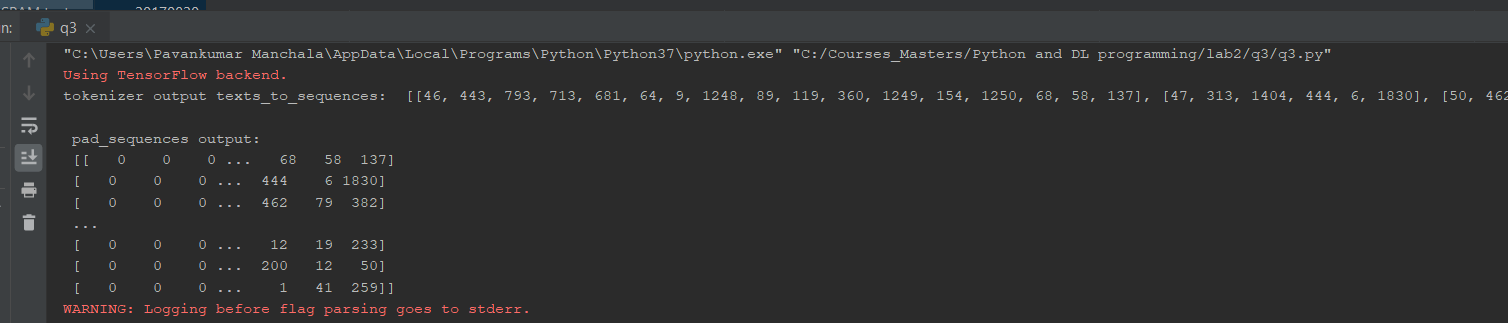 20170830
n: q3 ×
"C:\Users\Pavankumar Manchala\AppData\Local\Programs\Python\Python37\python.exe" "C:/Courses_Masters/Python and DL programming/lab2/q3/q3.py"
Using TensorFlow backend.
tokenizer output texts_to_sequences:  [[46, 443, 793, 713, 681, 64, 9, 1248, 89, 119, 360, 1249, 154, 1250, 68, 58, 137], [47, 313, 1404, 444, 6, 1830], [50, 462
pad_sequences output:
[[   0    0    0 ...   68   58  137]
[   0    0    0 ...  444    6 1830]
[   0    0    0 ...  462   79  382]
...
[   0    0    0 ...   12   19  233]
[   0    0    0 ...  200   12   50]
[   0    0    0 ...    1   41  259]]
WARNING: Logging before flag parsing goes to stderr.